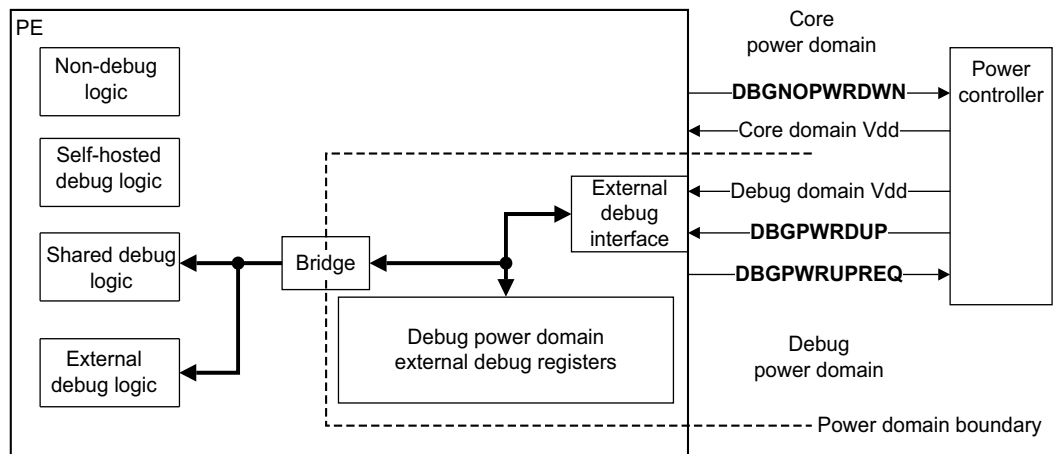 PE
Non-debug
logic
Self-hosted
debug logic
Shared debug
logic
External
debug logic
Bridge
External
debug
interface
Debug power domain
external debug registers
Core
power domain
DBGNOPWRDWN
Core domain Vdd
Debug domain Vdd
DBGPWRDUP
DBGPWRUPREQ
Power
controller
Debug
power domain
Power domain boundary